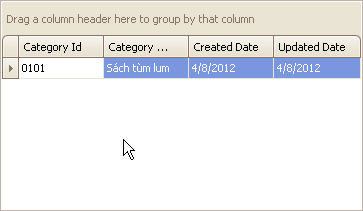 Drag a column header here to group by that column
Category Id Category ... Created Date Updated Date
0101 Sách tùm lum 4/8/2012 4/8/2012